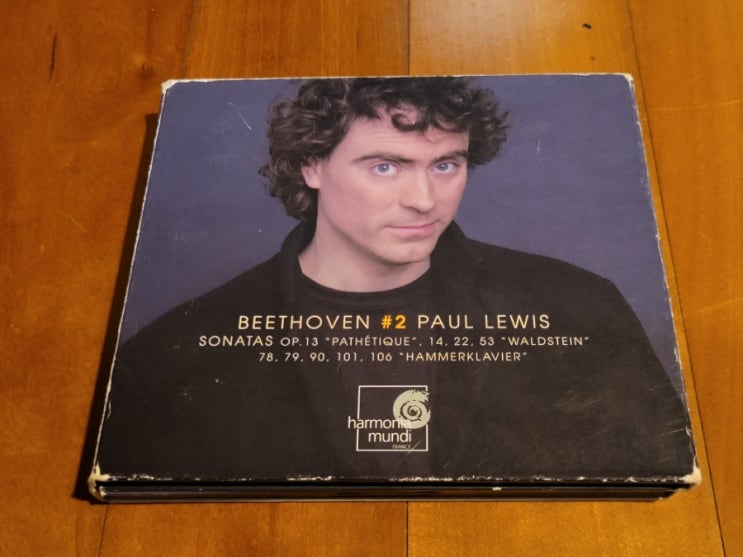 BEETHOVEN #2 PAUL LEWIS
SONATAS OP.13 "PATHÉTIQUE", 14, 22, 53 "WALDSTEIN"
78, 79, 90, 101, 106 "HAMMERKLAVIER"
harmonia
mundi
FRANCE